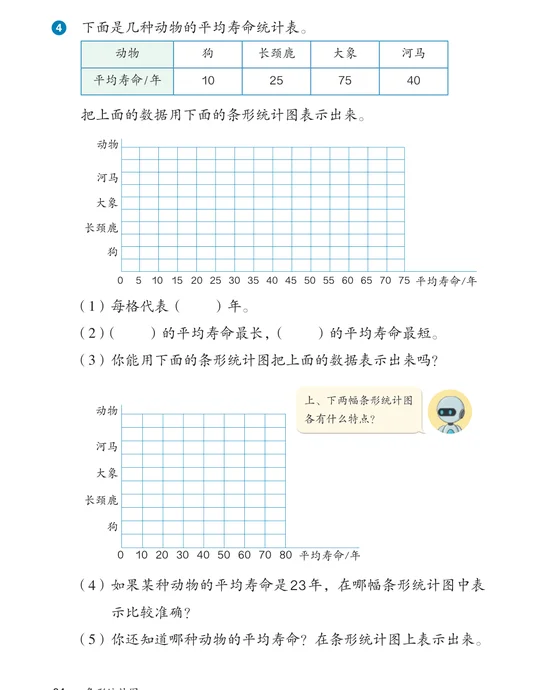 4 下面是几种动物的平均寿命统计表。
动物 狗 长颈鹿 大象 河马
平均寿命/年 10 25 75 40
把上面的数据用下面的条形统计图表示出来。
动物
河马
大象
长颈鹿
狗
0 5 10 15 20 25 30 35 40 45 50 55 60 65 70 75 平均寿命/年
(1) 每格代表(  )年。
(2) (  )的平均寿命最长,(  )的平均寿命最短。
(3) 你能用下面的条形统计图把上面的数据表示出来吗?
上、下两幅条形统计图
各有什么特点?
动物
河马
大象
长颈鹿
狗
0 10 20 30 40 50 60 70 80 平均寿命/年
(4) 如果某种动物的平均寿命是23年,在哪幅条形统计图中表
示比较准确?
(5) 你还知道哪种动物的平均寿命?在条形统计图上表示出来。